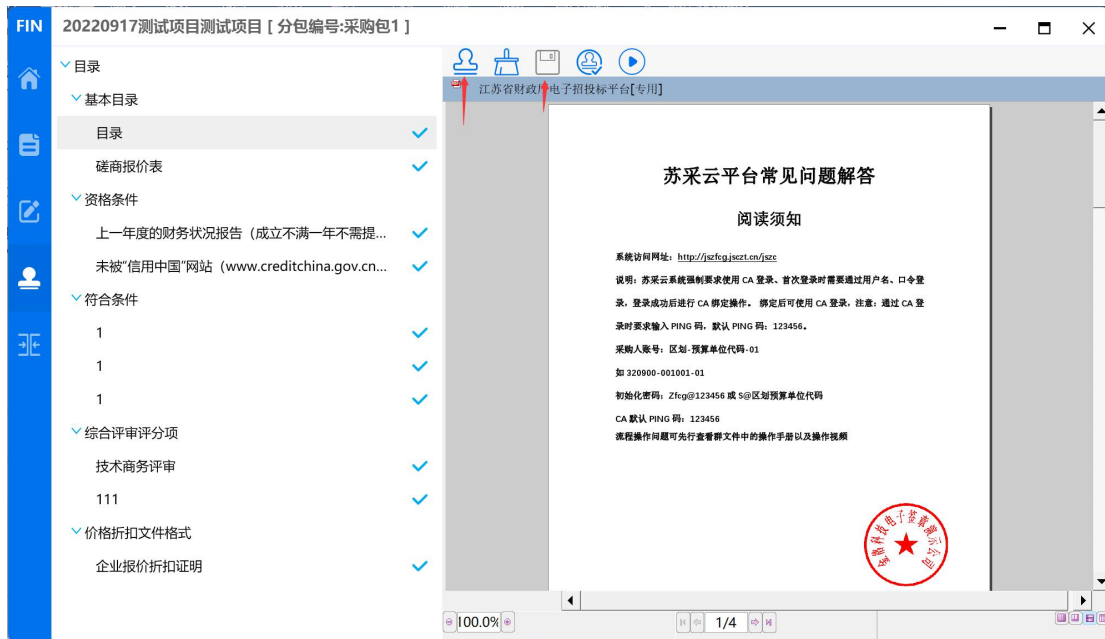 FIN
20220917测试项目测试项目 [ 分包编号:采购包1 ]
目录
基本目录
目录
磋商报价表
资格条件
上一年度的财务状况报告（成立不满一年不需提...
未被“信用中国”网站（www.creditchina.gov.cn...
符合条件
1
1
1
综合评审评分项
技术商务评审
111
价格折扣文件格式
企业报价折扣证明
江苏省财政厅电子招投标平台[专用]
苏采云平台常见问题解答
阅读须知
系统访问网址：http://jszfcg.jsczt.cn/jszc
说明：苏采云系统强制要求使用 CA 登录、首次登录时需要通过用户名、口令登
录，登录成功后进行 CA 绑定操作。 绑定后可使用 CA 登录，注意：通过 CA 登
录时要求输入 PING 码，默认 PING 码：123456。
采购人账号：区划-预算单位代码-01
如 320900-001001-01
初始化密码：Zfcg@123456 或 S@区划预算单位代码
CA 默认 PING 码：123456
流程操作问题可先行查看群文件中的操作手册以及操作视频
金格科技电子签章演示公司
100.0%
1/4